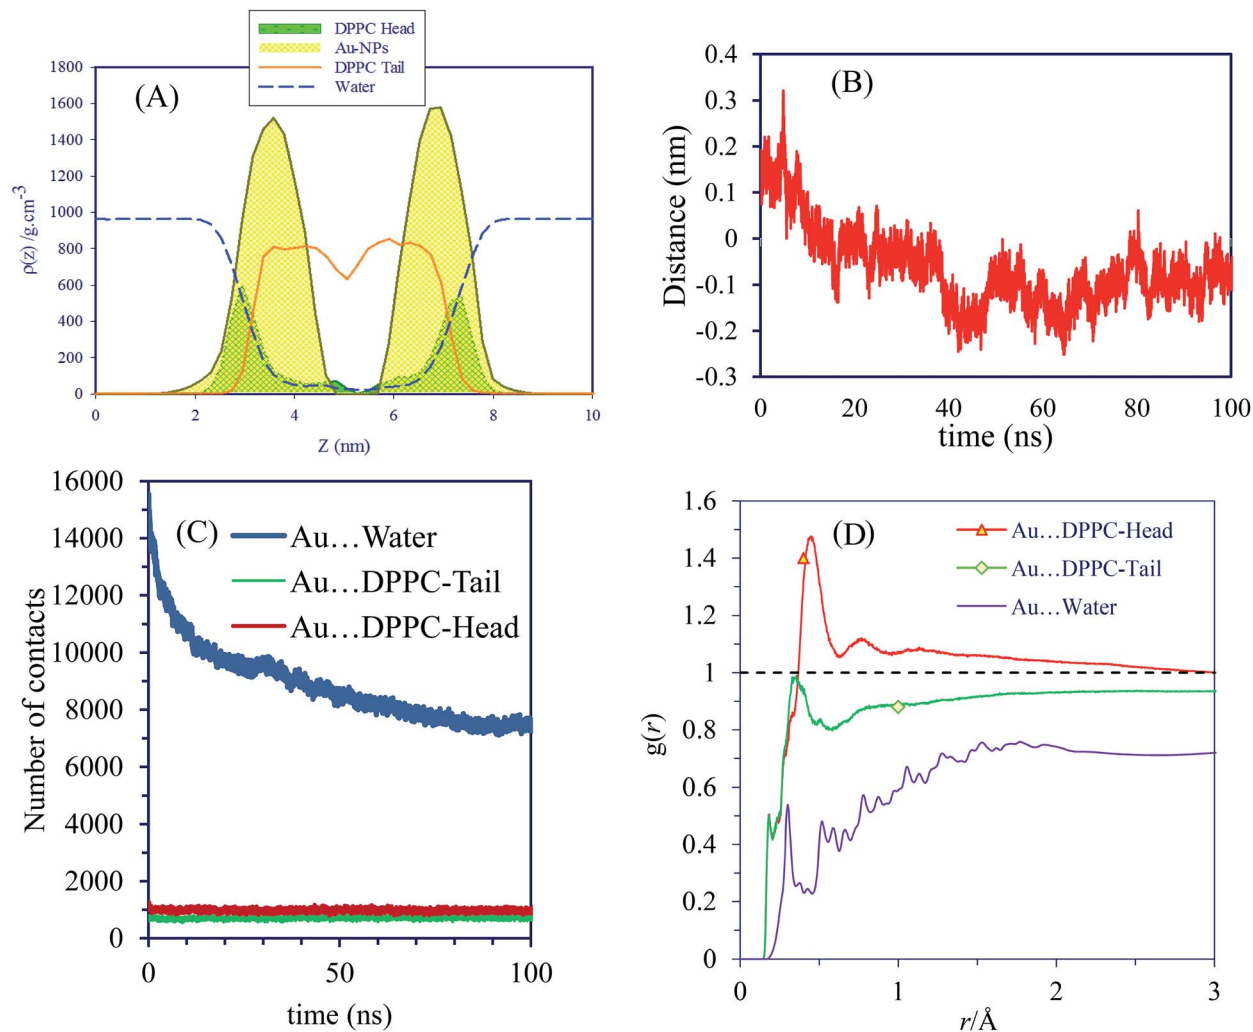 DPPC Head
Au-NPs
DPPC Tail
Water
(A)
1800
1600
1400
1200
1000
800
600
400
200
0
ρ(z) /g.cm-3
0 2 4 6 8 10
Z (nm)
(B)
0.4
0.3
0.2
0.1
0
-0.1
-0.2
-0.3
Distance (nm)
0 20 40 60 80 100
time (ns)
(C)
Au…Water
Au…DPPC-Tail
Au…DPPC-Head
16000
14000
12000
10000
8000
6000
4000
2000
0
Number of contacts
0 50 100
time (ns)
(D)
Au…DPPC-Head
Au…DPPC-Tail
Au…Water
1.6
1.4
1.2
1
0.8
0.6
0.4
0.2
0
g(r)
0 1 2 3
r/Å